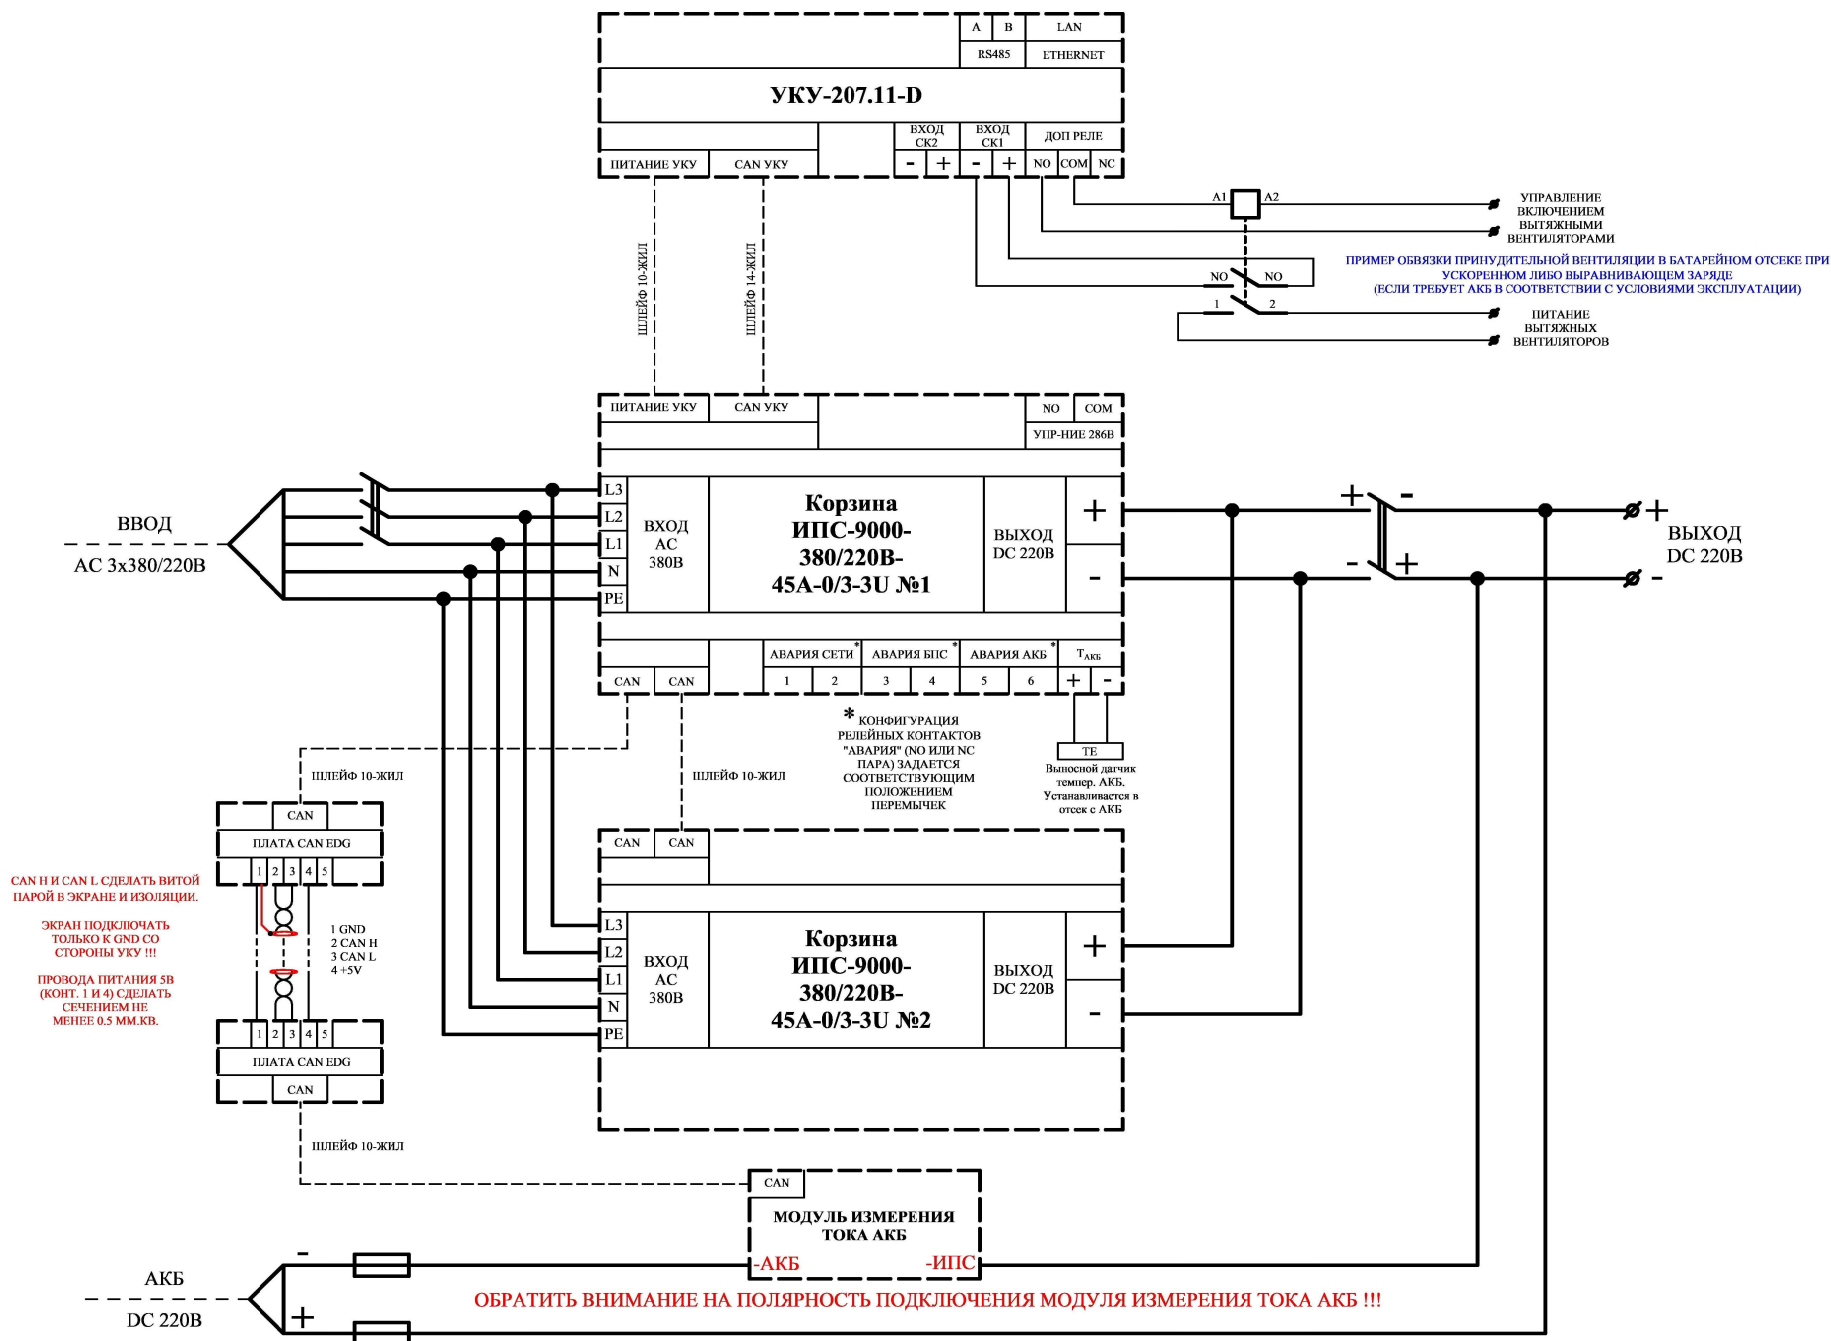 A B LAN
RS485 ETHERNET
УКУ-207.11-D
ВХОД СК2 ВХОД СК1 ДОП РЕЛЕ
ПИТАНИЕ УКУ CAN УКУ - + - + NO COM NC
ШЛЕЙФ 10-ЖИЛ
ШЛЕЙФ 14-ЖИЛ
A1 A2
УПРАВЛЕНИЕ
ВКЛЮЧЕНИЕМ
ВЫТЯЖНЫМИ
ВЕНТИЛЯТОРАМИ
ПРИМЕР ОБВЯЗКИ ПРИНУДИТЕЛЬНОЙ ВЕНТИЛЯЦИИ В БАТАРЕЙНОМ ОТСЕКЕ ПРИ
УСКОРЕННОМ ЛИБО ВЫРАВНИВАЮЩЕМ ЗАРЯДЕ
(ЕСЛИ ТРЕБУЕТ АКБ В СООТВЕТСТВИИ С УСЛОВИЯМИ ЭКСПЛУАТАЦИИ)
NO NO
1 2
ПИТАНИЕ
ВЫТЯЖНЫХ
ВЕНТИЛЯТОРОВ
ПИТАНИЕ УКУ CAN УКУ NO COM
УПР-НИЕ 286В
ВВОД
AC 3x380/220В
L3
L2
L1
N
PE
ВХОД
AC
380В
Корзина
ИПС-9000-
380/220В-
45А-0/3-3U №1
ВЫХОД
DC 220В
+
-
+ -
- +
+
-
ВЫХОД
DC 220В
АВАРИЯ СЕТИ* АВАРИЯ БПС* АВАРИЯ АКБ* TАКБ
CAN CAN 1 2 3 4 5 6 + -
* КОНФИГУРАЦИЯ
РЕЛЕЙНЫХ КОНТАКТОВ
"АВАРИЯ" (NO ИЛИ NC
ПАРА) ЗАДАЕТСЯ
СООТВЕТСТВУЮЩИМ
ПОЛОЖЕНИЕМ
ПЕРЕМЫЧЕК
TE
Выносной датчик
темпер. АКБ.
Устанавливается в
отсек с АКБ
ШЛЕЙФ 10-ЖИЛ
ШЛЕЙФ 10-ЖИЛ
CAN
ПЛАТА CAN EDG
1 2 3 4 5
CAN H И CAN L СДЕЛАТЬ ВИТОЙ
ПАРОЙ В ЭКРАНЕ И ИЗОЛЯЦИИ.
ЭКРАН ПОДКЛЮЧАТЬ
ТОЛЬКО К GND СО
СТОРОНЫ УКУ !!!
ПРОВОДА ПИТАНИЯ 5В
(КОНТ. 1 И 4) СДЕЛАТЬ
СЕЧЕНИЕМ НЕ
МЕНЕЕ 0.5 ММ.КВ.
1 GND
2 CAN H
3 CAN L
4 +5V
1 2 3 4 5
ПЛАТА CAN EDG
CAN
ШЛЕЙФ 10-ЖИЛ
CAN CAN
L3
L2
L1
N
PE
ВХОД
AC
380В
Корзина
ИПС-9000-
380/220В-
45А-0/3-3U №2
ВЫХОД
DC 220В
+
-
CAN
МОДУЛЬ ИЗМЕРЕНИЯ
ТОКА АКБ
-АКБ -ИПС
АКБ
DC 220В
-
+
ОБРАТИТЬ ВНИМАНИЕ НА ПОЛЯРНОСТЬ ПОДКЛЮЧЕНИЯ МОДУЛЯ ИЗМЕРЕНИЯ ТОКА АКБ !!!